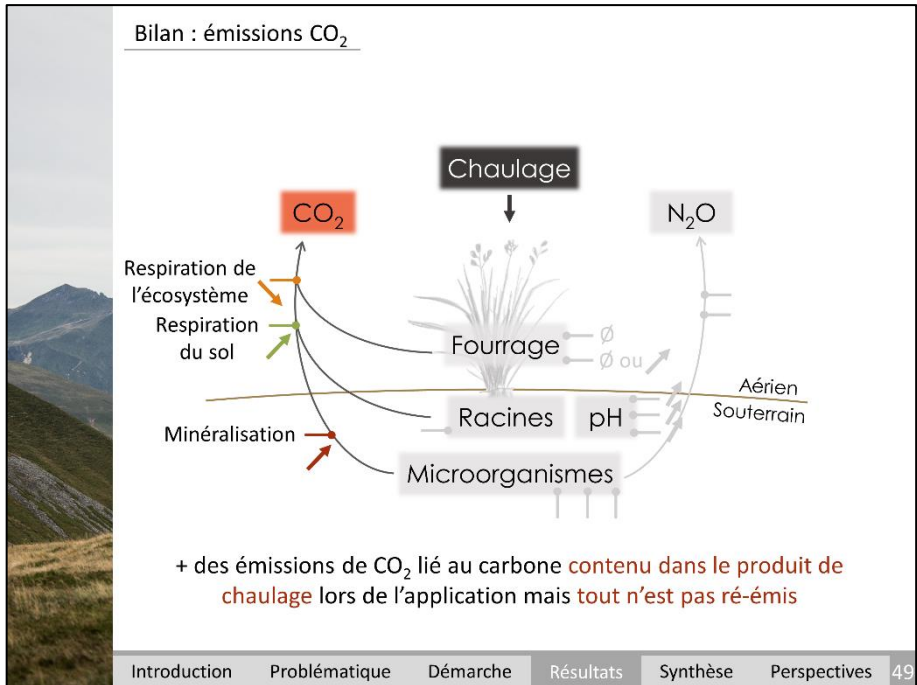 Bilan : émissions CO₂
Chaulage
CO₂
N₂O
Respiration de
l'écosystème
Respiration
du sol
Fourrage
Ø
Ø ou
Aérien
Souterrain
Racines
pH
Minéralisation
Microorganismes
+ des émissions de CO₂ lié au carbone contenu dans le produit de
chaulage lors de l'application mais tout n'est pas ré-émis
Introduction Problématique Démarche Résultats Synthèse Perspectives 49